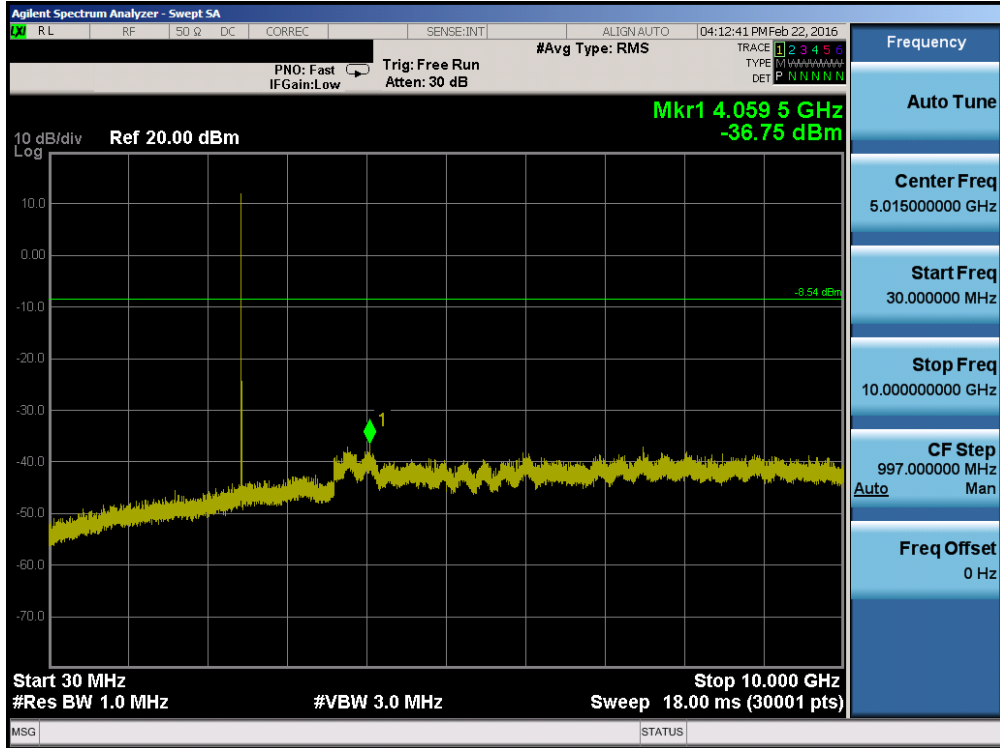 Agilent Spectrum Analyzer - Swept SA
LXI RL RF 50 Ω DC CORREC SENSE:INT ALIGN AUTO 04:12:41 PM Feb 22, 2016
#Avg Type: RMS TRACE 1 2 3 4 5 6
PNO: Fast Trig: Free Run TYPE M WWWWW
IFGain:Low Atten: 30 dB DET P N N N N N
Mkr1 4.059 5 GHz
-36.75 dBm
10 dB/div Ref 20.00 dBm
Log
10.0
0.00
-8.54 dBm
-10.0
-20.0
-30.0
1
-40.0
-50.0
-60.0
-70.0
Start 30 MHz Stop 10.000 GHz
#Res BW 1.0 MHz #VBW 3.0 MHz Sweep 18.00 ms (30001 pts)
MSG STATUS
Frequency
Auto Tune
Center Freq
5.015000000 GHz
Start Freq
30.000000 MHz
Stop Freq
10.000000000 GHz
CF Step
997.000000 MHz
Auto Man
Freq Offset
0 Hz